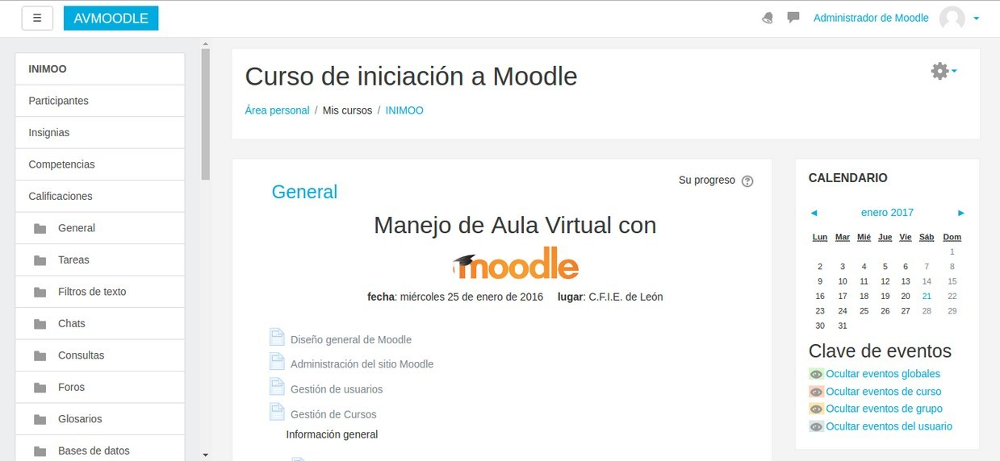 AVMOODLE
Administrador de Moodle
INIMOO
Participantes
Insignias
Competencias
Calificaciones
General
Tareas
Filtros de texto
Chats
Consultas
Foros
Glosarios
Bases de datos
Curso de iniciación a Moodle
Área personal / Mis cursos / INIMOO
Su progreso ?
General
Manejo de Aula Virtual con
moodle
fecha: miércoles 25 de enero de 2016 lugar: C.F.I.E. de León
Diseño general de Moodle
Administración del sitio Moodle
Gestión de usuarios
Gestión de Cursos
Información general
CALENDARIO
◄ enero 2017 ►
Lun Mar Mié Jue Vie Sáb Dom
1
2 3 4 5 6 7 8
9 10 11 12 13 14 15
16 17 18 19 20 21 22
23 24 25 26 27 28 29
30 31
Clave de eventos
Ocultar eventos globales
Ocultar eventos de curso
Ocultar eventos de grupo
Ocultar eventos del usuario